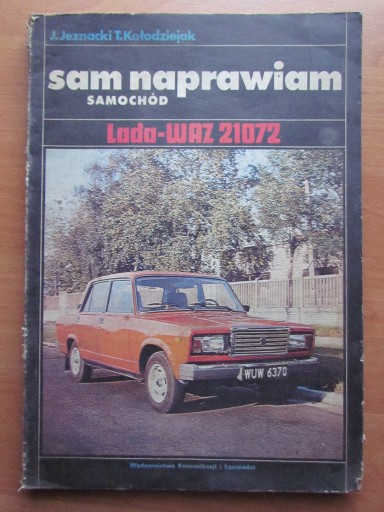 J. Jeznacki T. Kołodziejak
sam naprawiam
SAMOCHÓD
Lada-WAZ 21072
WUW 6370
Wydawnictwa Komunikacji i Łączności